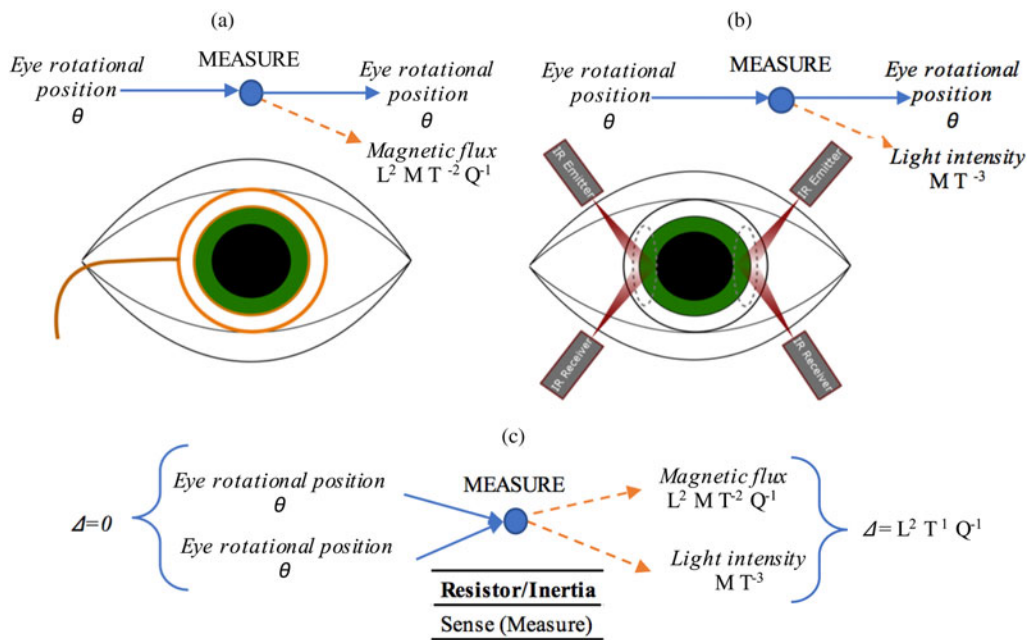 (a)
MEASURE
Eye rotational
position
θ
Eye rotational
position
θ
Magnetic flux
L² M T⁻² Q⁻¹
(b)
MEASURE
Eye rotational
position
θ
Eye rotational
position
θ
Light intensity
M T⁻³
IR Emitter
IR Emitter
IR Receiver
IR Receiver
(c)
Δ=0
Eye rotational position
θ
Eye rotational position
θ
MEASURE
Magnetic flux
L² M T⁻² Q⁻¹
Light intensity
M T⁻³
Δ= L² T¹ Q⁻¹
Resistor/Inertia
Sense (Measure)